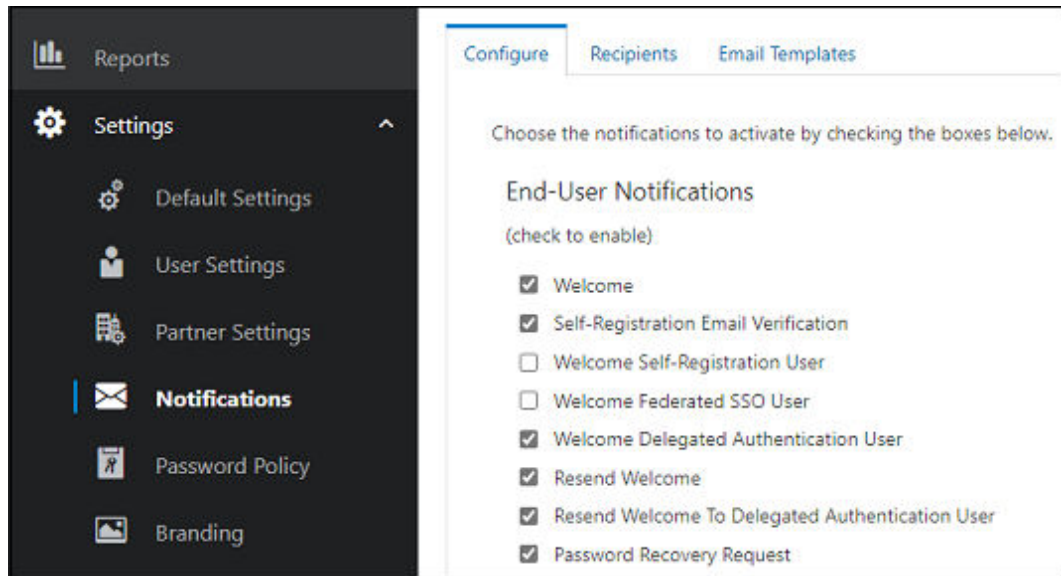 Reports
Settings
Default Settings
User Settings
Partner Settings
Notifications
Password Policy
Branding
Configure Recipients Email Templates
Choose the notifications to activate by checking the boxes below.
End-User Notifications
(check to enable)
Welcome
Self-Registration Email Verification
Welcome Self-Registration User
Welcome Federated SSO User
Welcome Delegated Authentication User
Resend Welcome
Resend Welcome To Delegated Authentication User
Password Recovery Request